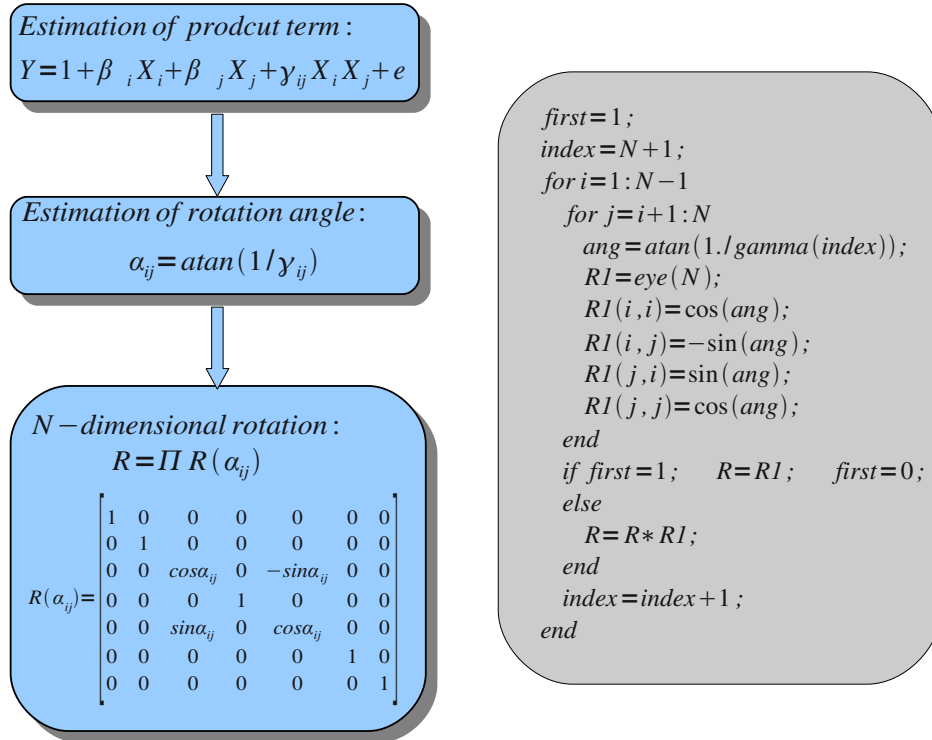 Estimation of prodcut term :
Y=1+β i X_i+β j X_j+γ_ij X_i X_j+e
Estimation of rotation angle:
α_ij=atan(1/γ_ij)
N−dimensional rotation:
R=Π R(α_ij)
R(α_ij)=
1 0 0 0 0 0 0
0 1 0 0 0 0 0
0 0 cosα_ij 0 −sinα_ij 0 0
0 0 0 1 0 0 0
0 0 sinα_ij 0 cosα_ij 0 0
0 0 0 0 0 1 0
0 0 0 0 0 0 1
first=1;
index=N+1;
for i=1:N−1
for j=i+1:N
ang=atan(1./gamma(index));
R1=eye(N);
R1(i,i)=cos(ang);
R1(i,j)=−sin(ang);
R1(j,i)=sin(ang);
R1(j,j)=cos(ang);
end
if first=1; R=R1; first=0;
else
R=R*R1;
end
index=index+1;
end